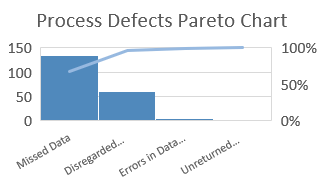 Process Defects Pareto Chart
150
100
50
0
100%
50%
0%
Missed Data
Disregarded...
Errors in Data...
Unreturned...